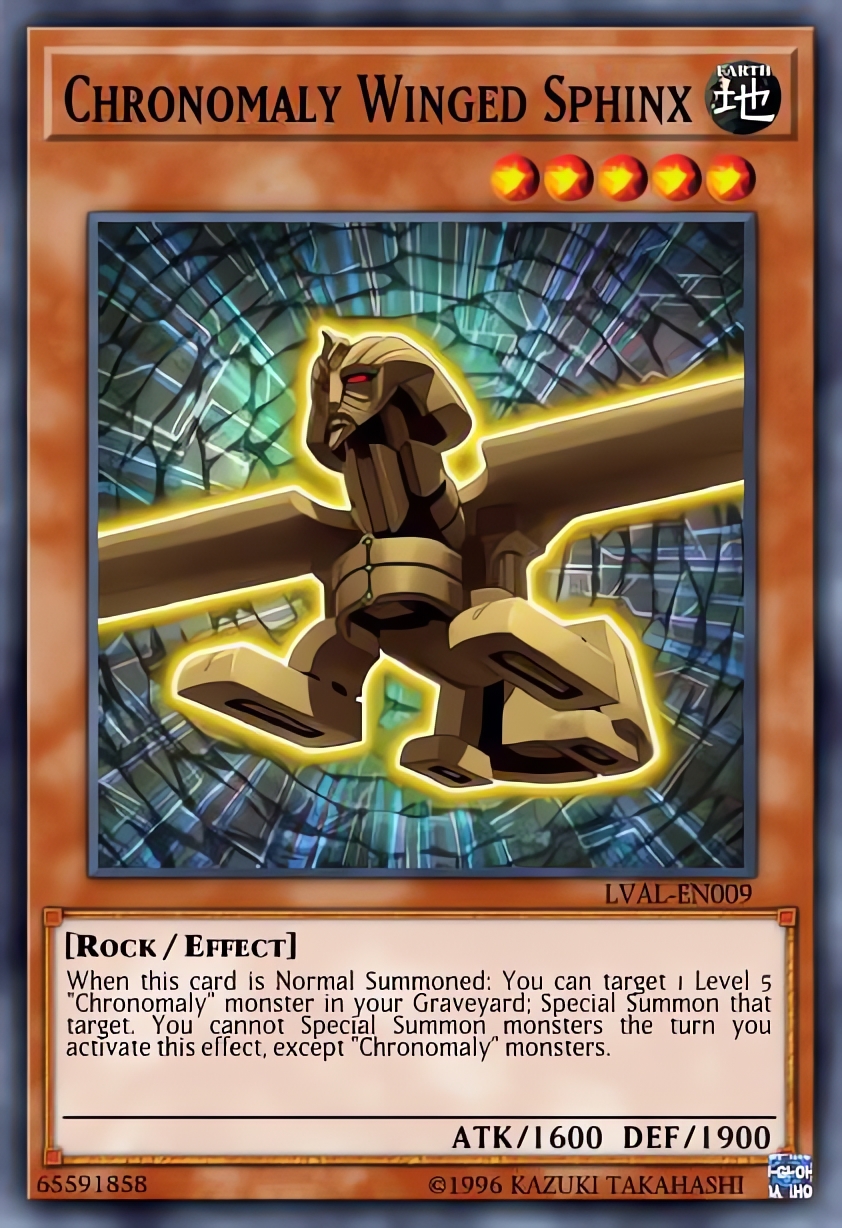 CHRONOMALY WINGED SPHINX
EARTH
地
LVAL-EN009
[ROCK / EFFECT]
When this card is Normal Summoned: You can target 1 Level 5
"Chronomaly" monster in your Graveyard; Special Summon that
target. You cannot Special Summon monsters the turn you
activate this effect, except "Chronomaly" monsters.
ATK/1600 DEF/1900
65591858
©1996 KAZUKI TAKAHASHI